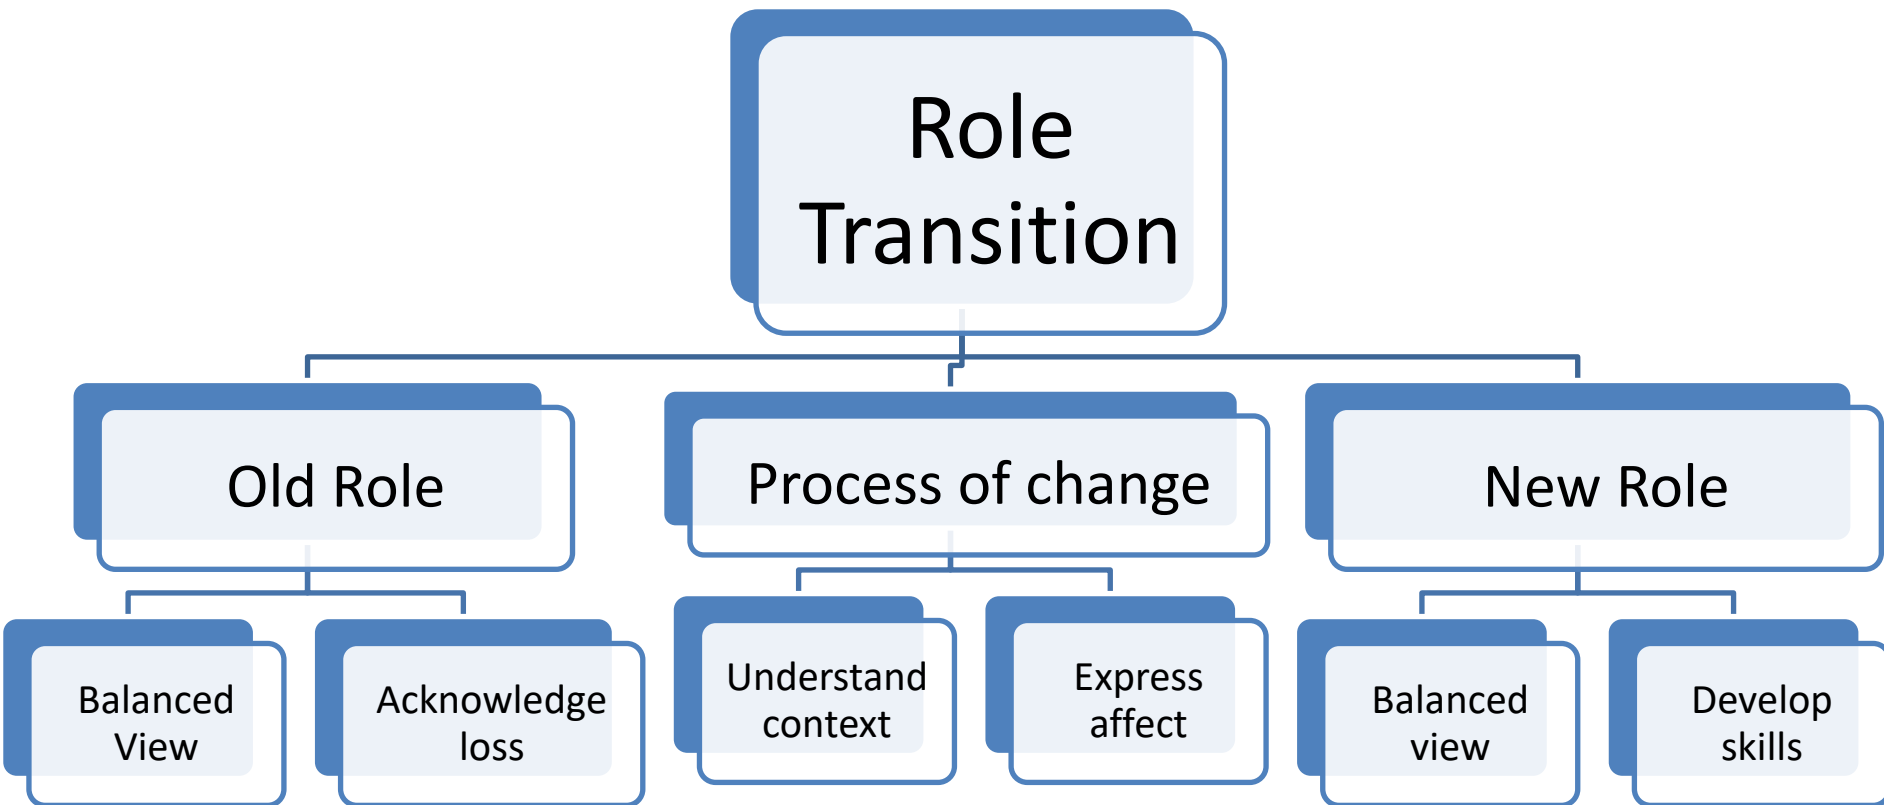 Role
Transition
Old Role
Process of change
New Role
Balanced
View
Acknowledge
loss
Understand
context
Express
affect
Balanced
view
Develop
skills